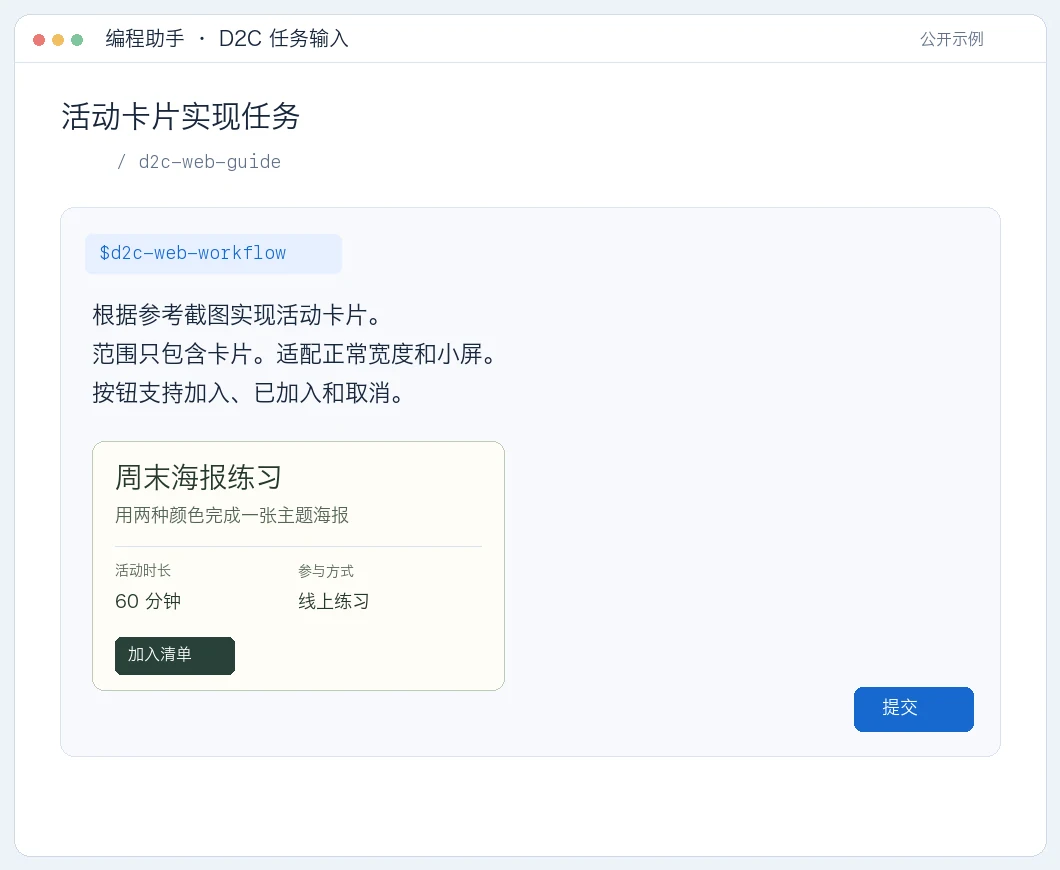 编程助手 · D2C 任务输入
公开示例
活动卡片实现任务
/ d2c-web-guide
$d2c-web-workflow
根据参考截图实现活动卡片。
范围只包含卡片。适配正常宽度和小屏。
按钮支持加入、已加入和取消。
周末海报练习
用两种颜色完成一张主题海报
活动时长
参与方式
60 分钟
线上练习
加入清单
提交